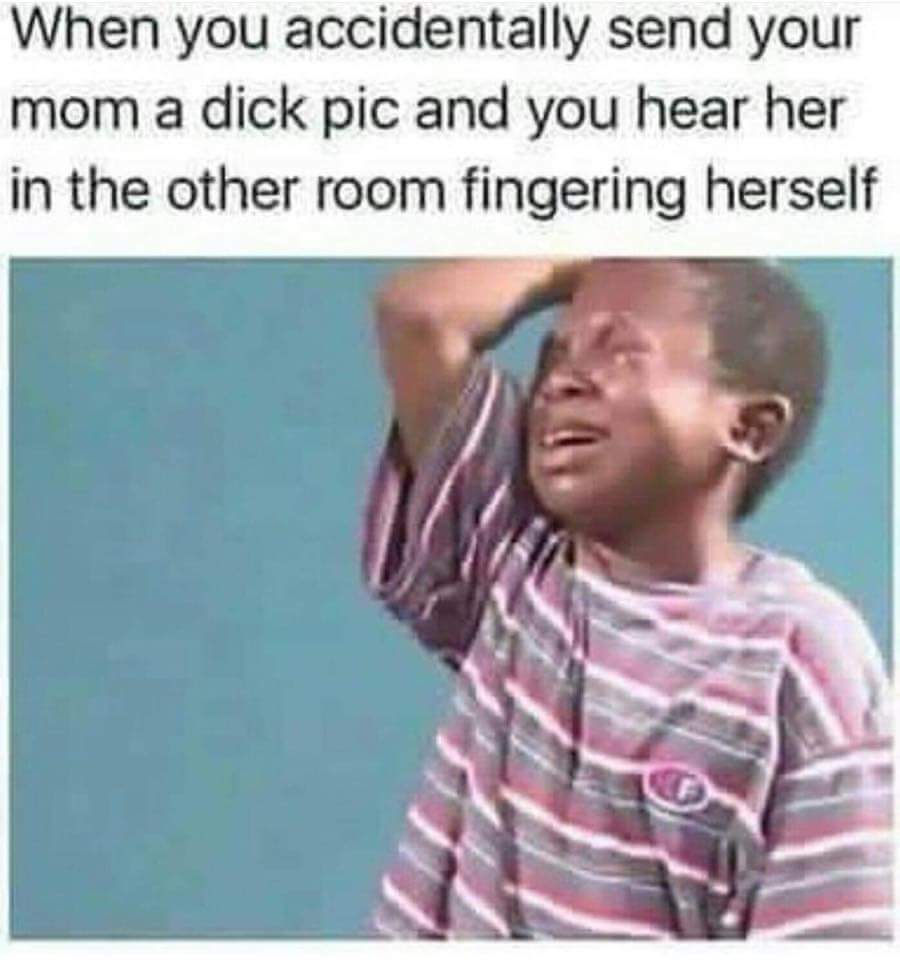 When you accidentally send your
mom a dick pic and you hear her
in the other room fingering herself